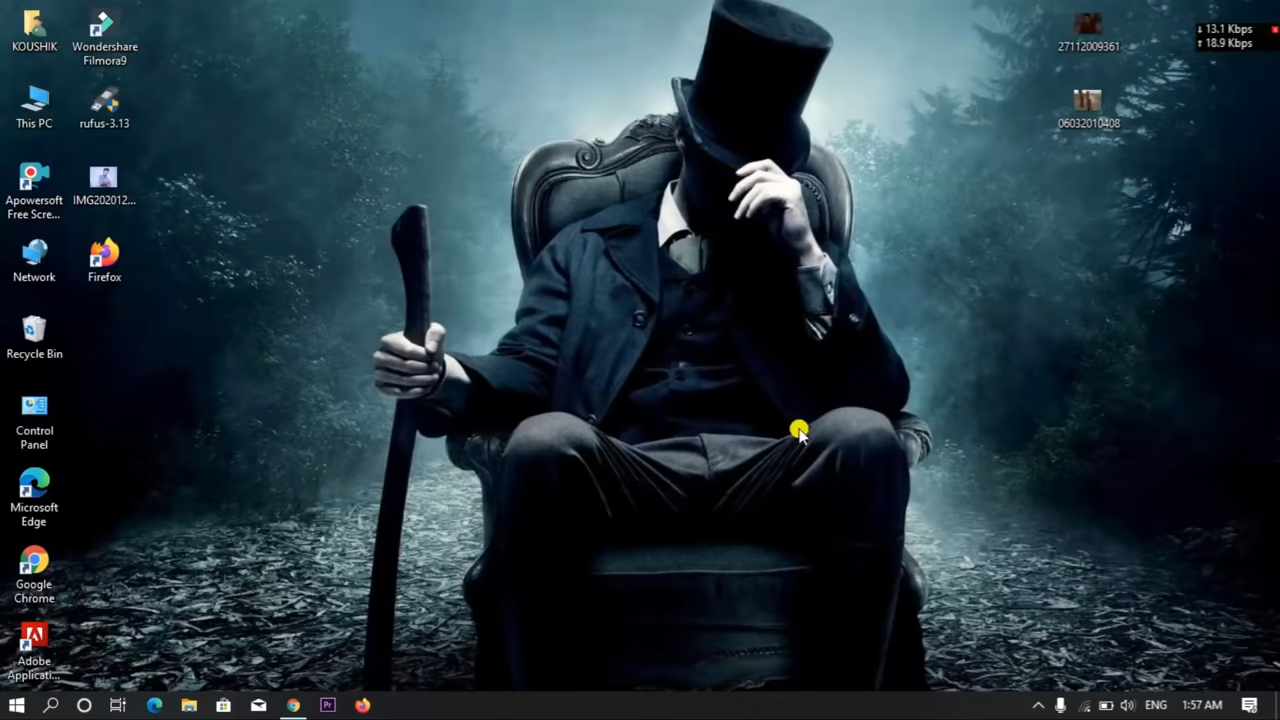 KOUSHIK
Wondershare
Filmora9
This PC
rufus-3.13
Apowersoft
Free Scre...
IMG202012...
Network
Firefox
Recycle Bin
Control
Panel
Microsoft
Edge
Google
Chrome
Adobe
Applicati...
27112009361
06032010408
↓ 13.1 Kbps
↑ 18.9 Kbps
Pr
ENG
1:57 AM